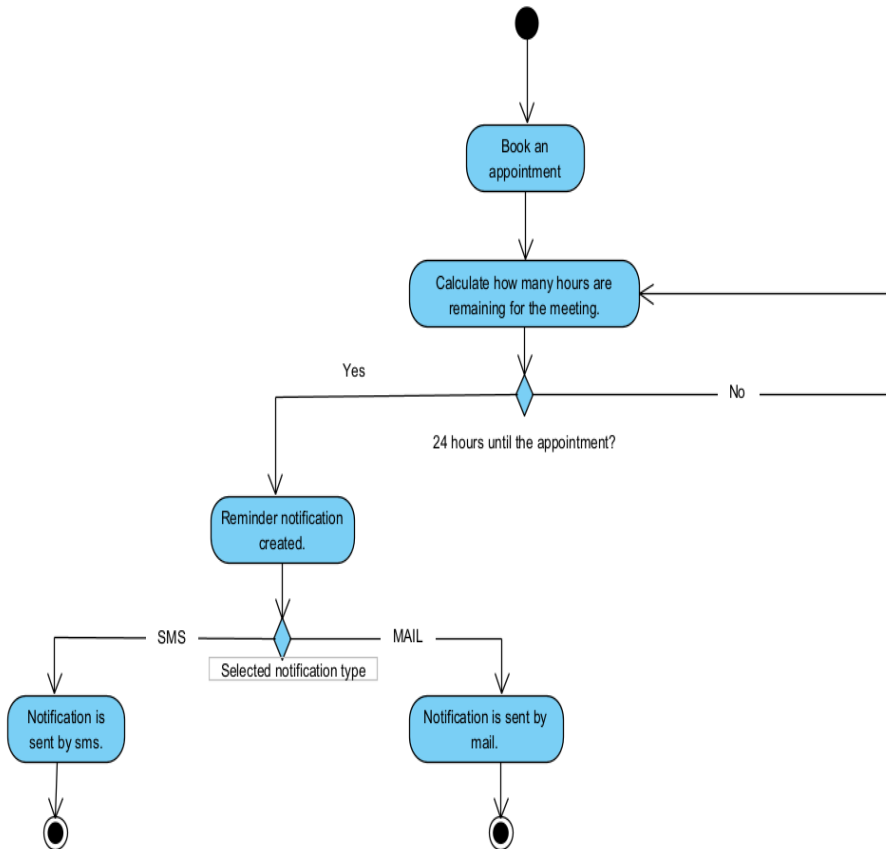 Book an
appointment
Calculate how many hours are
remaining for the meeting.
Yes
No
24 hours until the appointment?
Reminder notification
created.
SMS
MAIL
Selected notification type
Notification is
sent by sms.
Notification is sent by
mail.